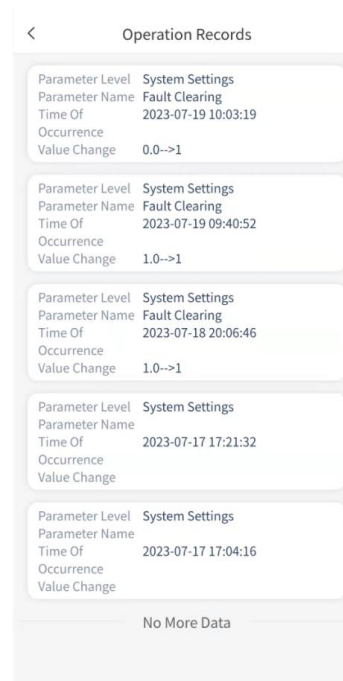 Operation Records
Parameter Level System Settings
Parameter Name Fault Clearing
Time Of 2023-07-19 10:03:19
Occurrence
Value Change 0.0-->1
Parameter Level System Settings
Parameter Name Fault Clearing
Time Of 2023-07-19 09:40:52
Occurrence
Value Change 1.0-->1
Parameter Level System Settings
Parameter Name Fault Clearing
Time Of 2023-07-18 20:06:46
Occurrence
Value Change 1.0-->1
Parameter Level System Settings
Parameter Name
Time Of 2023-07-17 17:21:32
Occurrence
Value Change
Parameter Level System Settings
Parameter Name
Time Of 2023-07-17 17:04:16
Occurrence
Value Change
No More Data